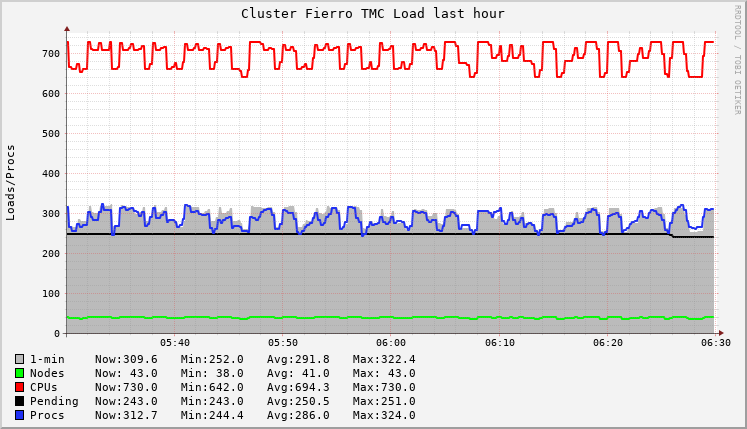 Cluster Fierro TMC Load last hour
RRDTOOL / TOBI OETIKER
Loads/Procs
700
600
500
400
300
200
100
0
05:40 05:50 06:00 06:10 06:20 06:30
1-min Now:309.6 Min:252.0 Avg:291.8 Max:322.4
Nodes Now: 43.0 Min: 38.0 Avg: 41.0 Max: 43.0
CPUs Now:730.0 Min:642.0 Avg:694.3 Max:730.0
Pending Now:243.0 Min:243.0 Avg:250.5 Max:251.0
Procs Now:312.7 Min:244.4 Avg:286.0 Max:324.0